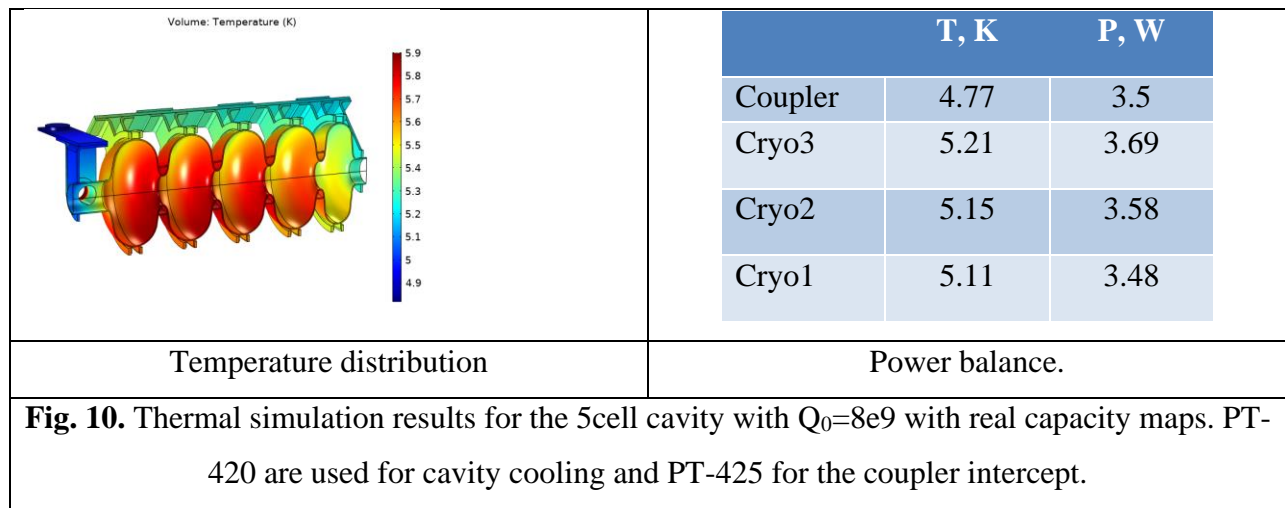 Volume: Temperature (K)
5.9
5.8
5.7
5.6
5.5
5.4
5.3
5.2
5.1
5
4.9
T, K P, W
Coupler 4.77 3.5
Cryo3 5.21 3.69
Cryo2 5.15 3.58
Cryo1 5.11 3.48
Temperature distribution
Power balance.
Fig. 10. Thermal simulation results for the 5cell cavity with Q₀=8e9 with real capacity maps. PT-
420 are used for cavity cooling and PT-425 for the coupler intercept.